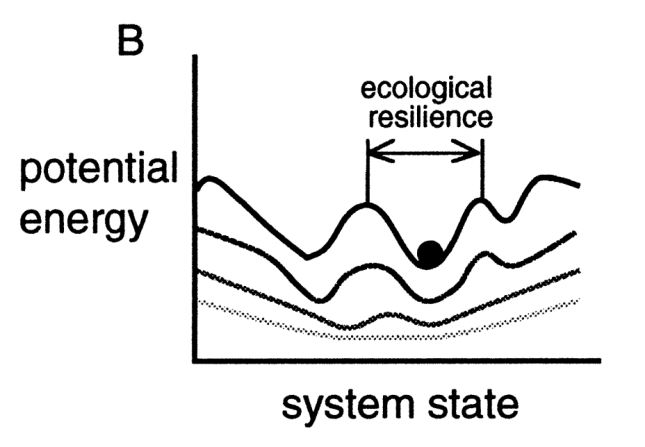 B
ecological
resilience
potential
energy
system state